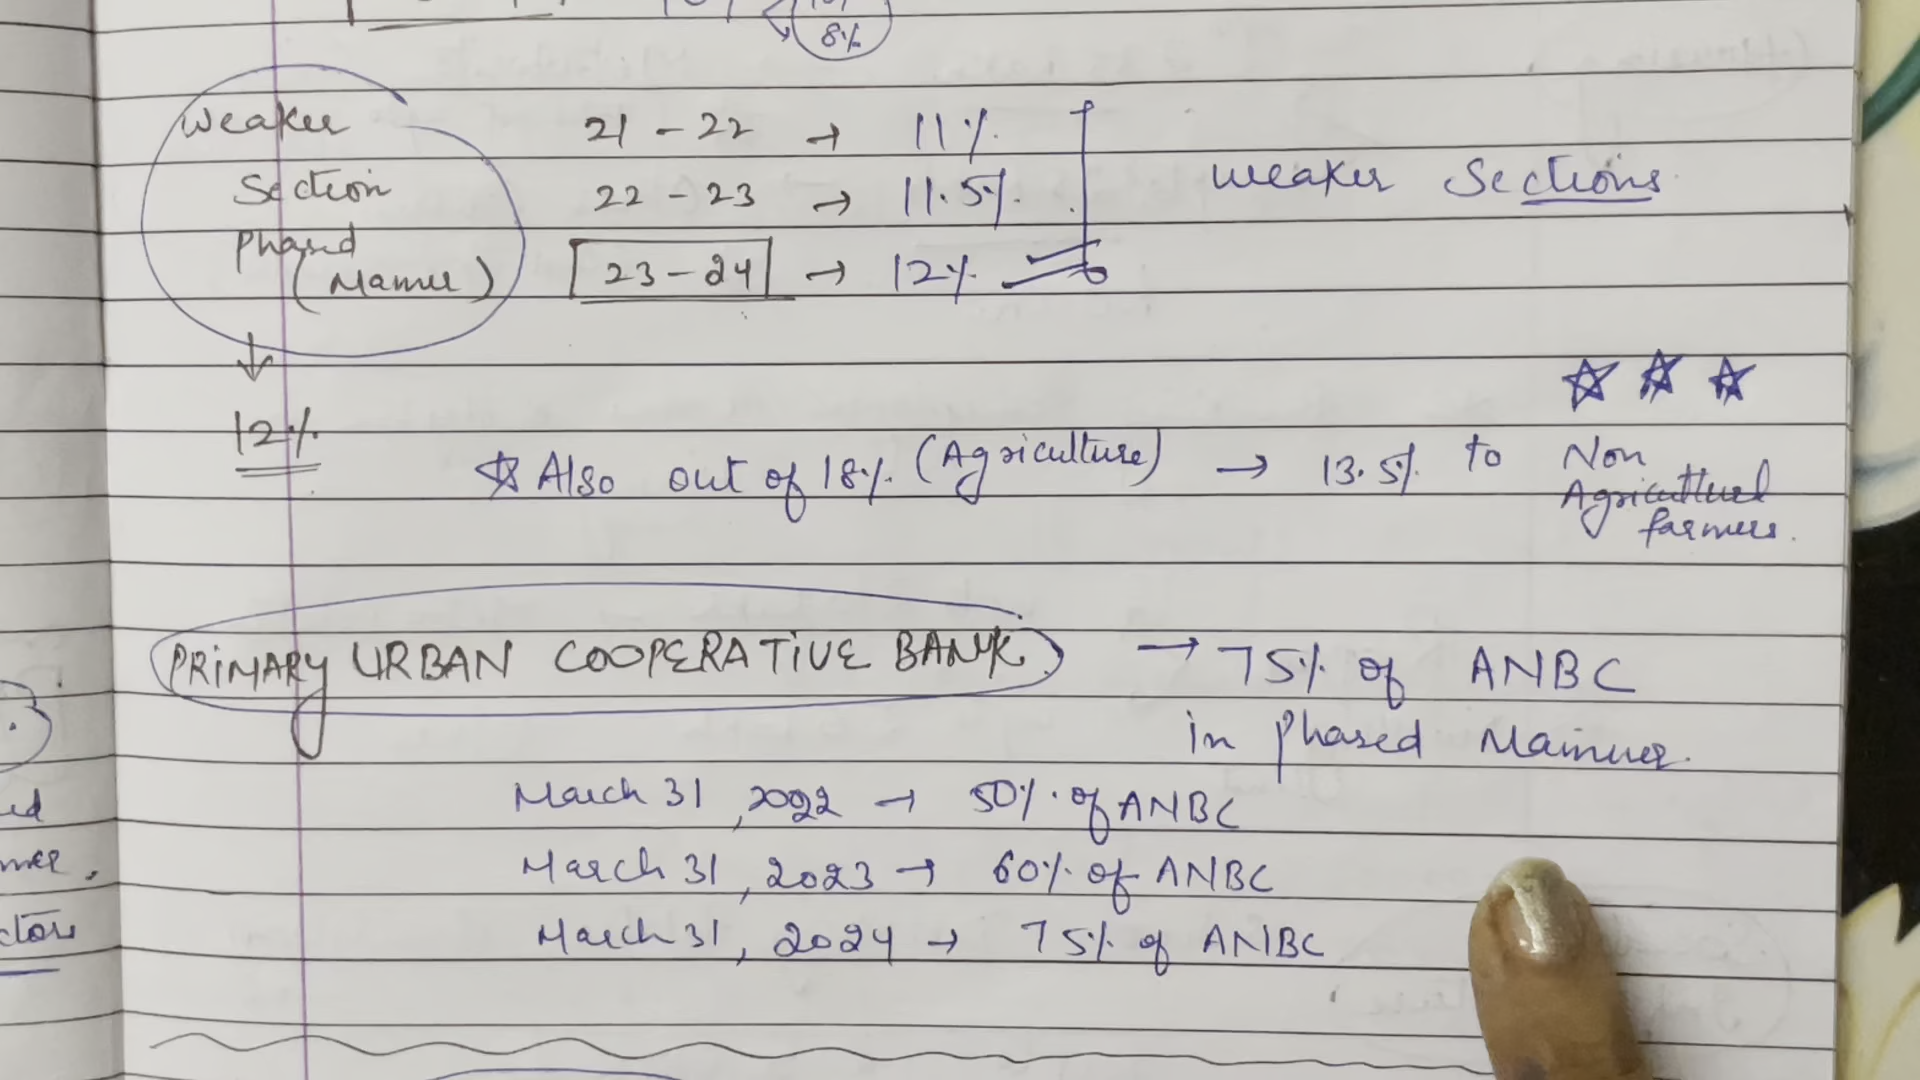 8%
Weaker 21 - 22 → 11%
Section 22 - 23 → 11.5% Weaker Sections
Phased
(Manner) 23 - 24 → 12%
12%
Also out of 18% (Agriculture) → 13.5% to Non
Agricultural
farmers.
PRIMARY URBAN COOPERATIVE BANK → 75% of ANBC
in Phased Mainner
March 31, 2022 → 50% of ANBC
March 31, 2023 → 60% of ANBC
March 31, 2024 → 75% of ANBC